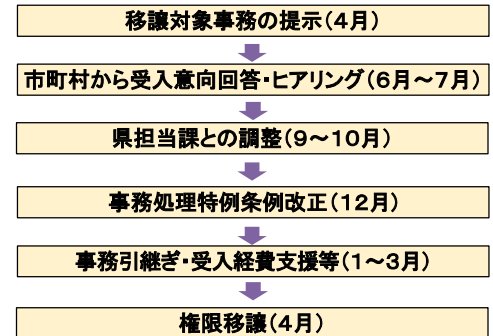 移譲対象事務の提示(4月)
市町村から受入意向回答・ヒアリング(6月～7月)
県担当課との調整(9～10月)
事務処理特例条例改正(12月)
事務引継ぎ・受入経費支援等(1～3月)
権限移譲(4月)